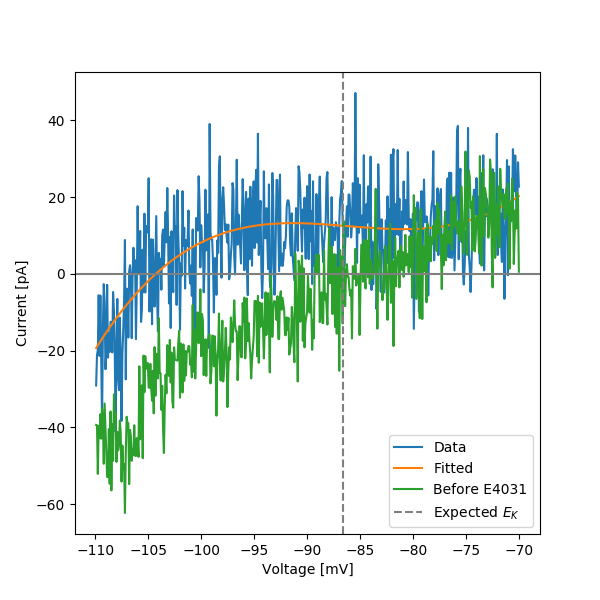 40
20
0
−20
−40
−60
Current [pA]
−110 −105 −100 −95 −90 −85 −80 −75 −70
Voltage [mV]
Data
Fitted
Before E4031
Expected E_K